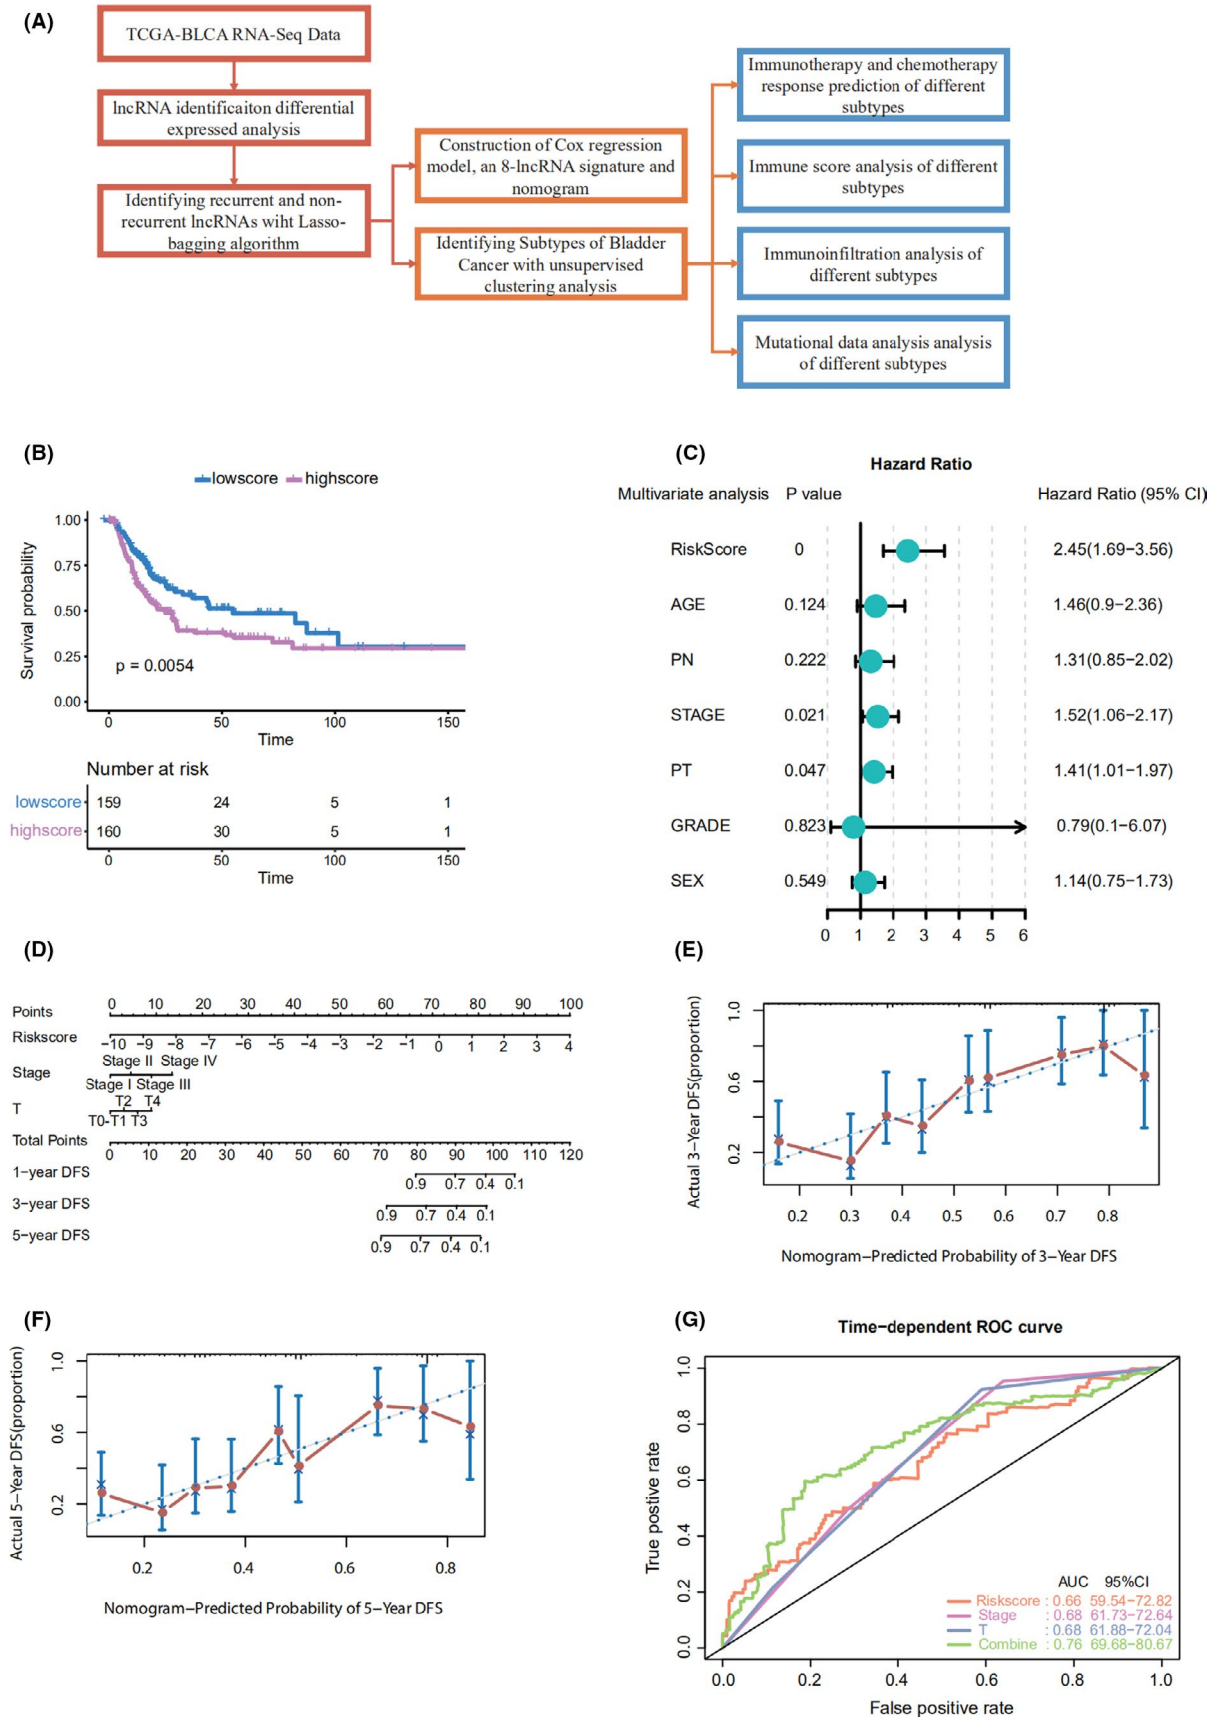 (A)
TCGA-BLCA RNA-Seq Data
lncRNA identificaiton differential
expressed analysis
Identifying recurrent and non-
recurrent lncRNAs wiht Lasso-
bagging algorithm
Construction of Cox regression
model, an 8-lncRNA signature and
nomogram
Identifying Subtypes of Bladder
Cancer with unsupervised
clustering analysis
Immunotherapy and chemotherapy
response prediction of different
subtypes
Immune score analysis of different
subtypes
Immunoinfiltration analysis of
different subtypes
Mutational data analysis analysis
of different subtypes
(B)
lowscore highscore
Survival probability
1.00
0.75
0.50
0.25
0.00
p = 0.0054
0 50 100 150
Time
Number at risk
lowscore 159 24 5 1
highscore 160 30 5 1
0 50 100 150
Time
(C)
Hazard Ratio
Multivariate analysis P value Hazard Ratio (95% CI)
RiskScore 0 2.45(1.69−3.56)
AGE 0.124 1.46(0.9−2.36)
PN 0.222 1.31(0.85−2.02)
STAGE 0.021 1.52(1.06−2.17)
PT 0.047 1.41(1.01−1.97)
GRADE 0.823 0.79(0.1−6.07)
SEX 0.549 1.14(0.75−1.73)
0 1 2 3 4 5 6
(D)
Points 0 10 20 30 40 50 60 70 80 90 100
Riskscore −10 −9 −8 −7 −6 −5 −4 −3 −2 −1 0 1 2 3 4
Stage II Stage IV
Stage
Stage I Stage III
T2 T4
T
T0-T1 T3
Total Points 0 10 20 30 40 50 60 70 80 90 100 110 120
1-year DFS 0.9 0.7 0.4 0.1
3-year DFS 0.9 0.7 0.4 0.1
5-year DFS 0.9 0.7 0.4 0.1
(E)
Actual 3−Year DFS(proportion)
1.0
0.6
0.2
0.2 0.3 0.4 0.5 0.6 0.7 0.8
Nomogram−Predicted Probability of 3−Year DFS
(F)
Actual 5−Year DFS(proportion)
1.0
0.6
0.2
0.2 0.4 0.6 0.8
Nomogram−Predicted Probability of 5−Year DFS
(G)
Time−dependent ROC curve
True postive rate
1.0
0.8
0.6
0.4
0.2
0.0
AUC 95%CI
Riskscore : 0.66 59.54−72.82
Stage : 0.68 61.73−72.64
T : 0.68 61.88−72.04
Combine : 0.76 69.68−80.67
0.0 0.2 0.4 0.6 0.8 1.0
False positive rate